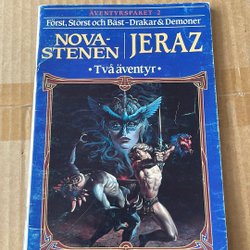 ÄVENTYRSPAKET 2
Först, Störst och Bäst – Drakar & Demoner
NOVA-
STENEN
JERAZ
• Två äventyr •